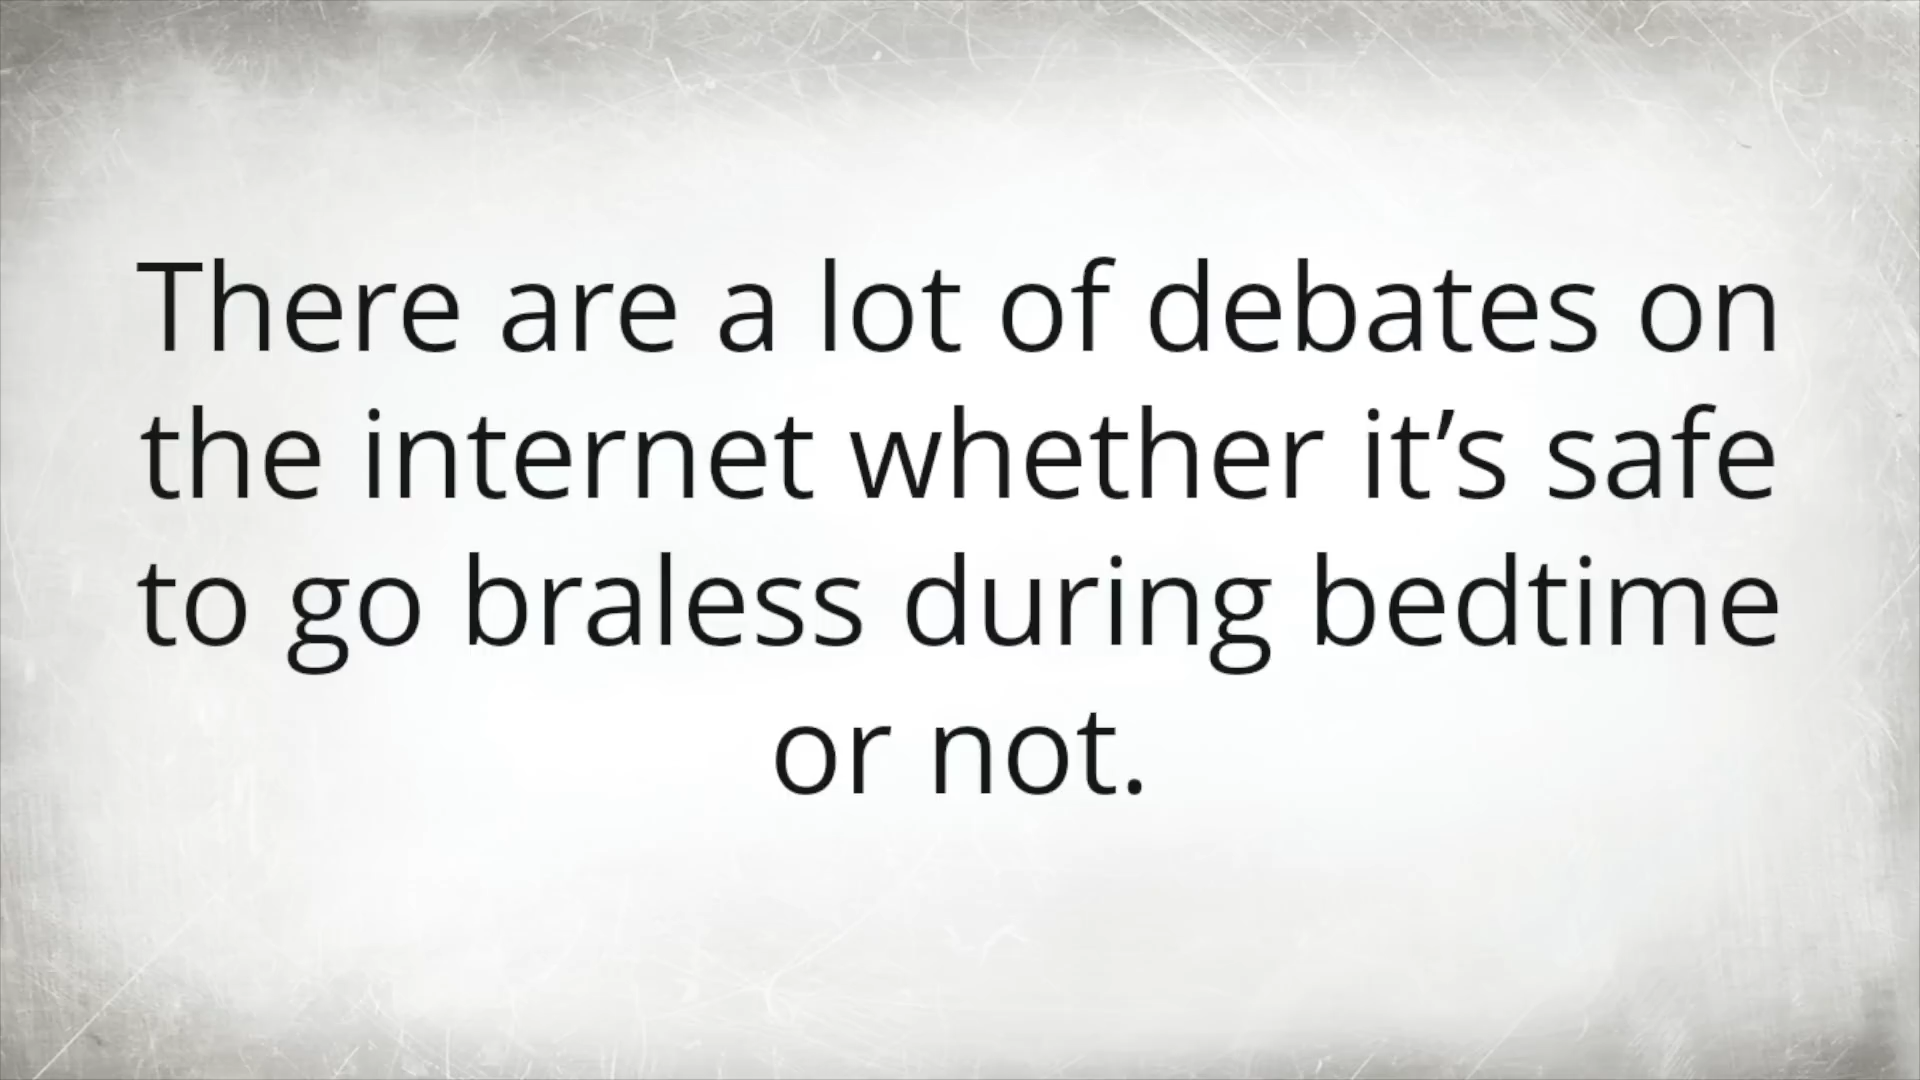 There are a lot of debates on
the internet whether it’s safe
to go braless during bedtime
or not.